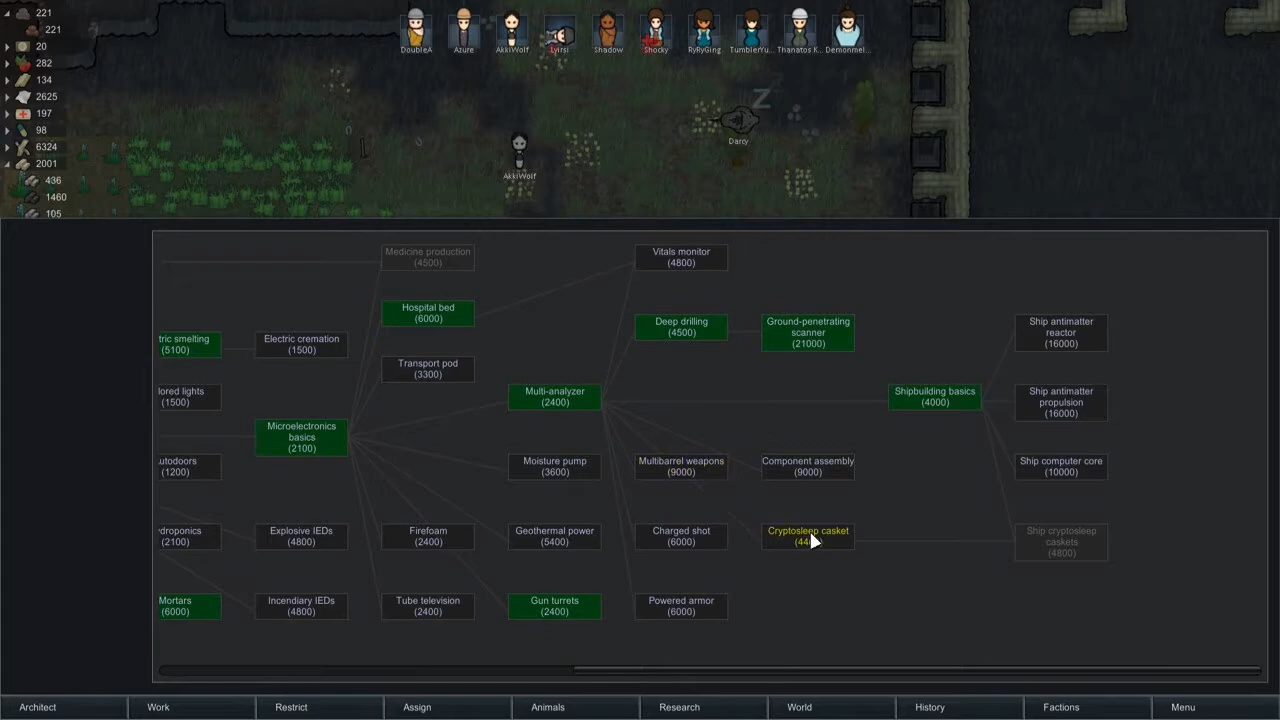 221
221
20
282
134
2625
197
98
6324
2001
436
1460
105
DoubleA
Azure
AkkiWolf
Lyirsi
Shadow
Shocky
RyRyGing
TumblerYu...
Thanatos K...
Demonmel...
Z
Darcy
AkkiWolf
Medicine production
(4500)
Vitals monitor
(4800)
Hospital bed
(6000)
Deep drilling
(4500)
Ground-penetrating
scanner
(21000)
Ship antimatter
reactor
(16000)
tric smelting
(5100)
Electric cremation
(1500)
Transport pod
(3300)
lored lights
(1500)
Multi-analyzer
(2400)
Shipbuilding basics
(4000)
Ship antimatter
propulsion
(16000)
Microelectronics
basics
(2100)
utodoors
(1200)
Moisture pump
(3600)
Multibarrel weapons
(9000)
Component assembly
(9000)
Ship computer core
(10000)
ydroponics
(2100)
Explosive IEDs
(4800)
Firefoam
(2400)
Geothermal power
(5400)
Charged shot
(6000)
Cryptosleep casket
(44
Ship cryptosleep
caskets
(4800)
Mortars
(6000)
Incendiary IEDs
(4800)
Tube television
(2400)
Gun turrets
(2400)
Powered armor
(6000)
Architect
Work
Restrict
Assign
Animals
Research
World
History
Factions
Menu